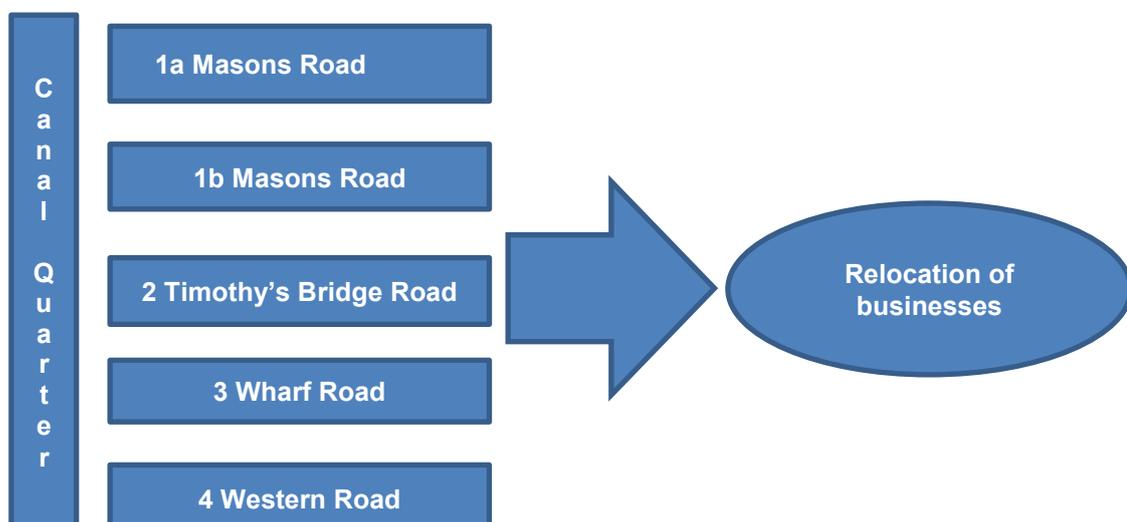 Canal Quarter
1a Masons Road
1b Masons Road
2 Timothy's Bridge Road
3 Wharf Road
4 Western Road
Relocation of
businesses